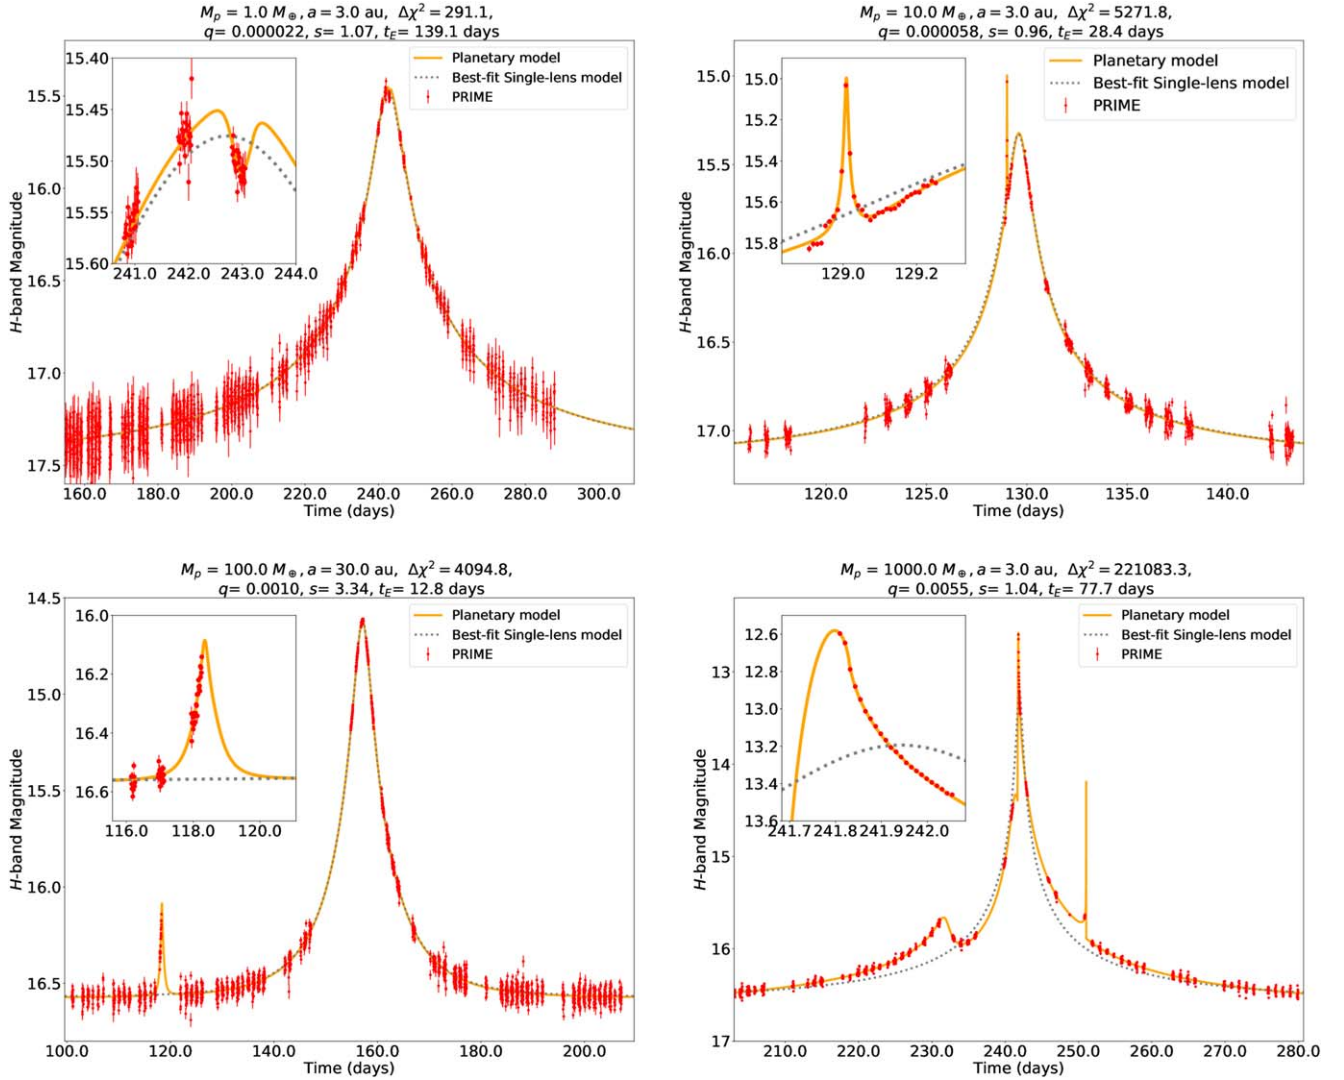 M_p = 1.0 M_⊕, a = 3.0 au, Δχ² = 291.1,
q= 0.000022, s= 1.07, t_E= 139.1 days
Planetary model
Best-fit Single-lens model
PRIME
15.40
15.45
15.50
15.55
15.60
241.0 242.0 243.0 244.0
H-band Magnitude
15.5
16.0
16.5
17.0
17.5
160.0 180.0 200.0 220.0 240.0 260.0 280.0 300.0
Time (days)
M_p = 10.0 M_⊕, a = 3.0 au, Δχ² = 5271.8,
q= 0.000058, s= 0.96, t_E= 28.4 days
Planetary model
Best-fit Single-lens model
PRIME
15.0
15.2
15.4
15.6
15.8
129.0 129.2
H-band Magnitude
15.0
15.5
16.0
16.5
17.0
120.0 125.0 130.0 135.0 140.0
Time (days)
M_p = 100.0 M_⊕, a = 30.0 au, Δχ² = 4094.8,
q= 0.0010, s= 3.34, t_E= 12.8 days
Planetary model
Best-fit Single-lens model
PRIME
16.0
16.2
16.4
16.6
116.0 118.0 120.0
H-band Magnitude
14.5
15.0
15.5
16.0
16.5
100.0 120.0 140.0 160.0 180.0 200.0
Time (days)
M_p = 1000.0 M_⊕, a = 3.0 au, Δχ² = 221083.3,
q= 0.0055, s= 1.04, t_E= 77.7 days
Planetary model
Best-fit Single-lens model
PRIME
12.6
12.8
13.0
13.2
13.4
13.6
241.7 241.8 241.9 242.0
H-band Magnitude
13
14
15
16
17
210.0 220.0 230.0 240.0 250.0 260.0 270.0 280.0
Time (days)